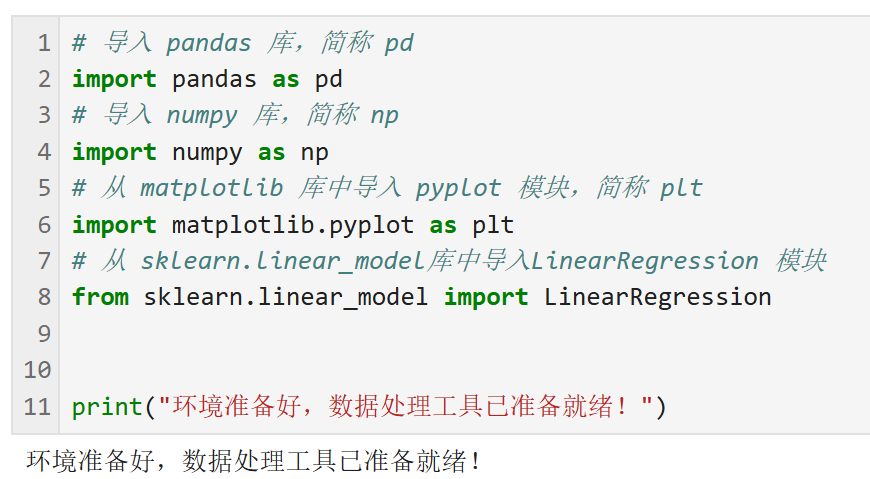 1 # 导入 pandas 库，简称 pd
2 import pandas as pd
3 # 导入 numpy 库，简称 np
4 import numpy as np
5 # 从 matplotlib 库中导入 pyplot 模块，简称 plt
6 import matplotlib.pyplot as plt
7 # 从 sklearn.linear_model库中导入LinearRegression 模块
8 from sklearn.linear_model import LinearRegression
9
10
11 print("环境准备好，数据处理工具已准备就绪！")
环境准备好，数据处理工具已准备就绪！